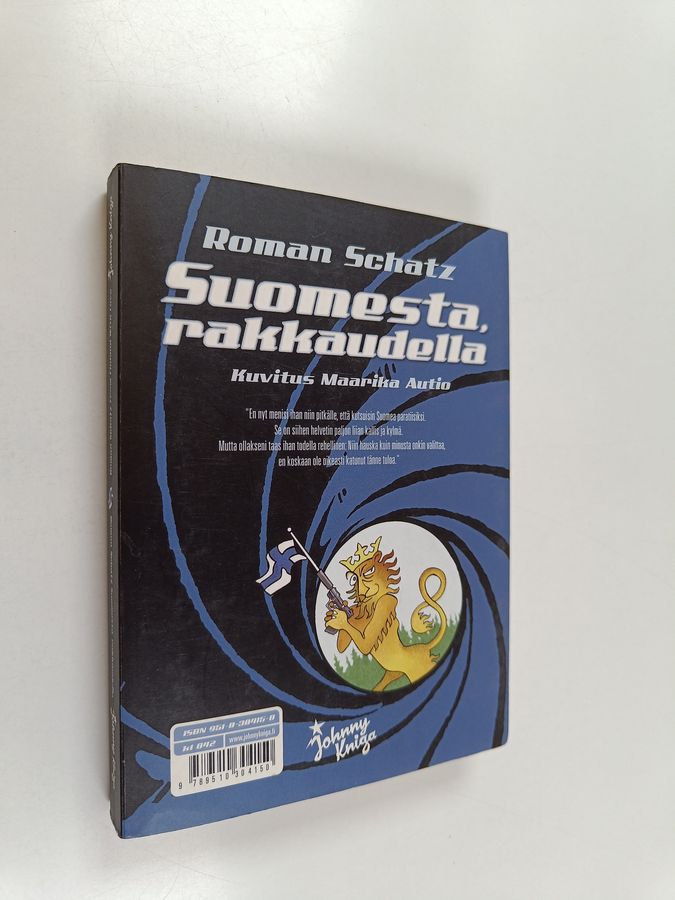 Roman Schatz
Suomesta,
rakkaudella
Kuvitus Maarika Autio
"En nyt menisi ihan niin pitkälle, että kutsuisin Suomea paratiisiksi.
Se on siihen helvetin paljon liian kallis ja kylmä.
Mutta ollakseni taas ihan todella rehellinen: Niin hauska kuin minusta onkin valittaa,
en koskaan ole oikeasti katunut tänne tuloa."
ISBN 951-0-30415-0
kl 842 www.johnnykniga.fi
9 789510 304150
Johnny
Kniga